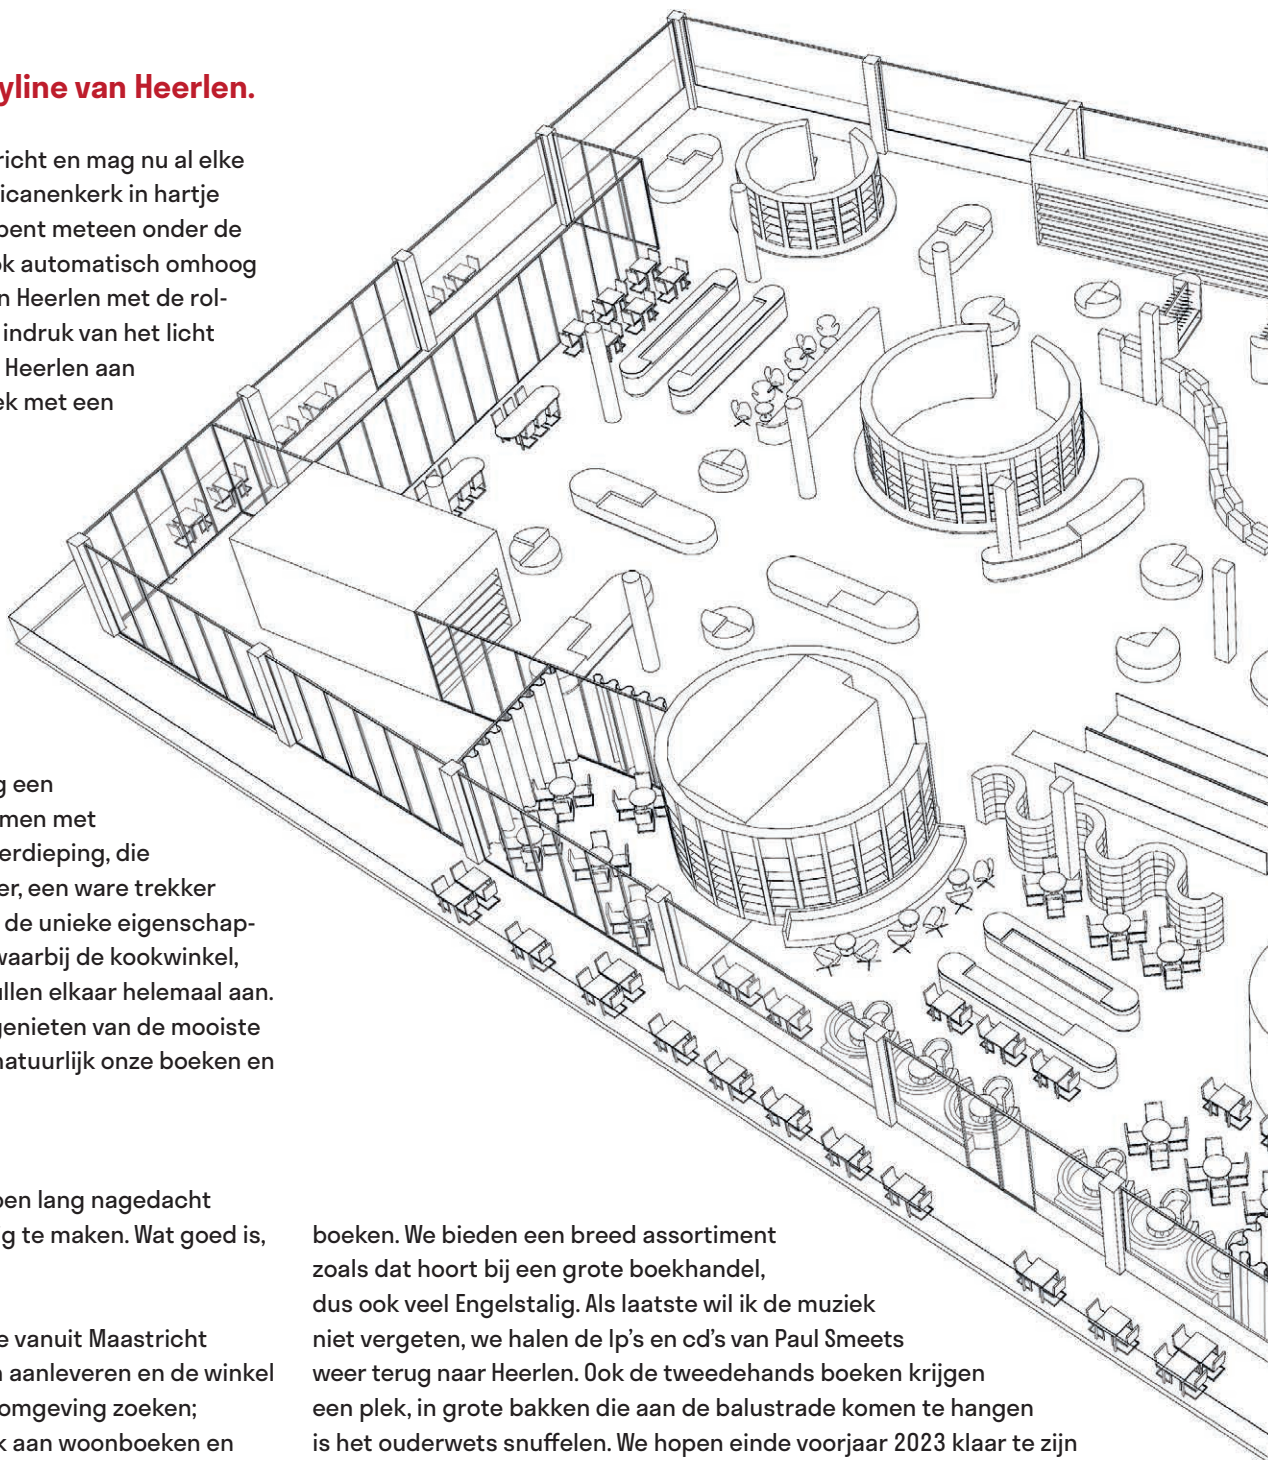 yline van Heerlen.
richt en mag nu al elke
icanenkerk in hartje
pent meteen onder de
ok automatisch omhoog
n Heerlen met de rol-
indruk van het licht
Heerlen aan
ek met een
g een
men met
erdieping, die
er, een ware trekker
de unieke eigenschap-
waarbij de kookwinkel,
ullen elkaar helemaal aan.
genieten van de mooiste
natuurlijk onze boeken en
pen lang nagedacht
ig te maken. Wat goed is,
e vanuit Maastricht
n aanleveren en de winkel
omgeving zoeken;
k aan woonboeken en
boeken. We bieden een breed assortiment
zoals dat hoort bij een grote boekhandel,
dus ook veel Engelstalig. Als laatste wil ik de muziek
niet vergeten, we halen de lp's en cd's van Paul Smeets
weer terug naar Heerlen. Ook de tweedehands boeken krijgen
een plek, in grote bakken die aan de balustrade komen te hangen
is het ouderwets snuffelen. We hopen einde voorjaar 2023 klaar te zijn